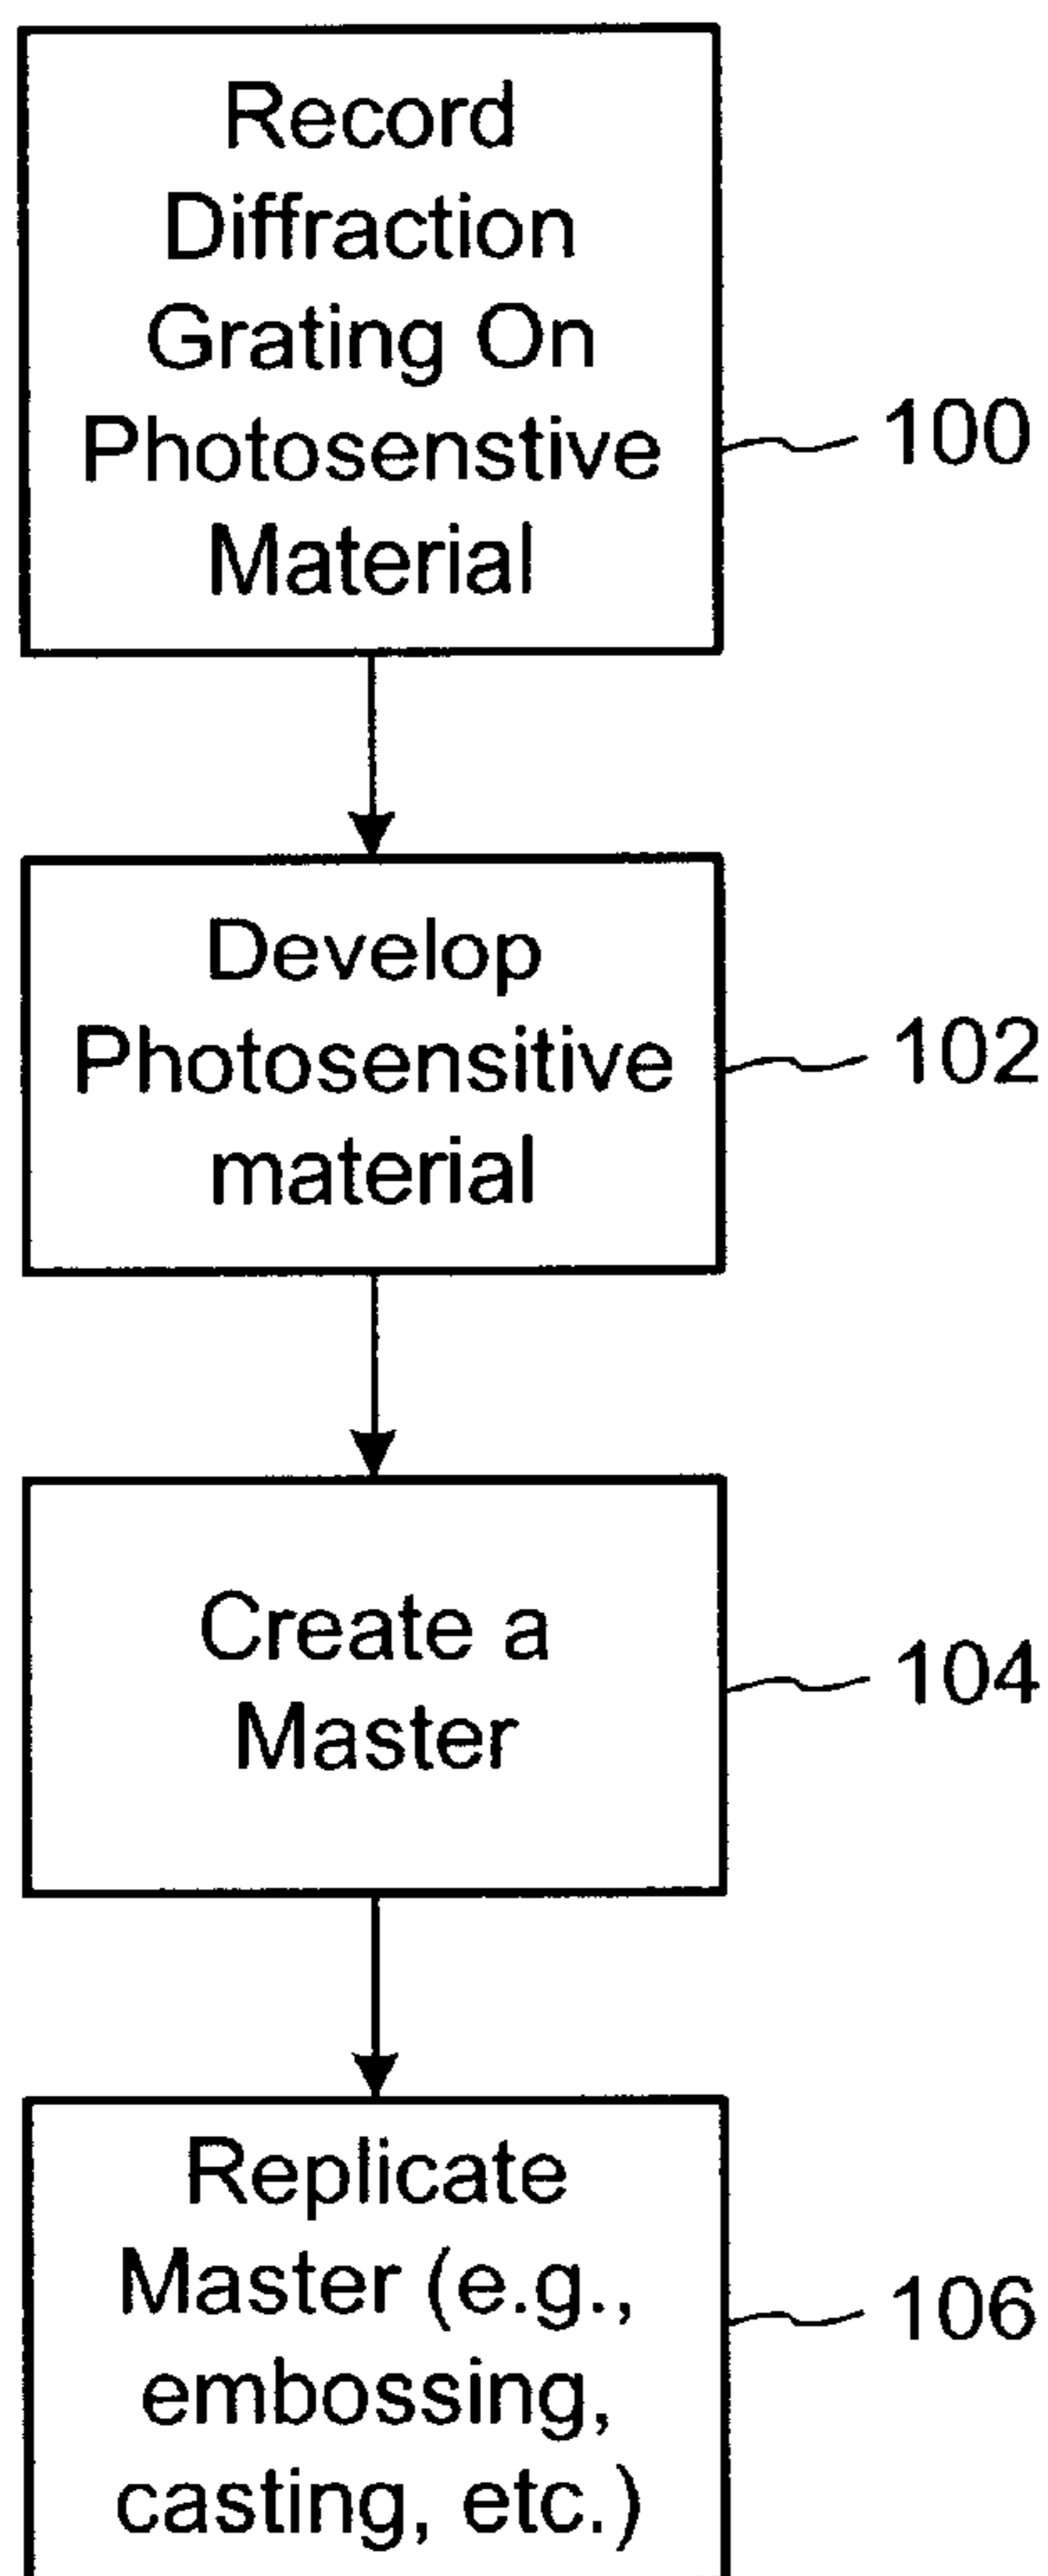 Record
Diffraction
Grating On
Photosenstive
Material
100
Develop
Photosensitive
material
102
Create a
Master
104
Replicate
Master (e.g.,
embossing,
casting, etc.)
106